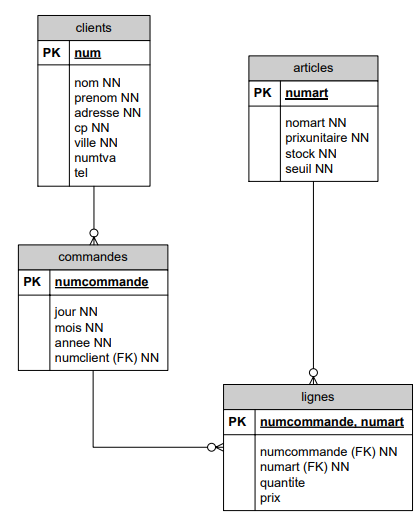 clients
PK num
nom NN
prenom NN
adresse NN
cp NN
ville NN
numtva
tel
articles
PK numart
nomart NN
prixunitaire NN
stock NN
seuil NN
commandes
PK numcommande
jour NN
mois NN
annee NN
numclient (FK) NN
lignes
PK numcommande, numart
numcommande (FK) NN
numart (FK) NN
quantite
prix